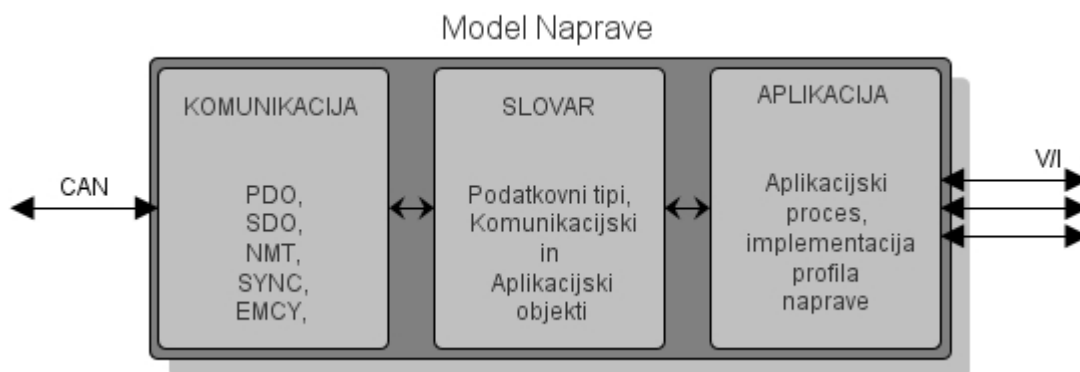 Model Naprave
CAN
KOMUNIKACIJA
PDO,
SDO,
NMT,
SYNC,
EMCY,
SLOVAR
Podatkovni tipi,
Komunikacijski
in
Aplikacijski
objekti
APLIKACIJA
Aplikacijski
proces,
implementacija
profila
naprave
V/I